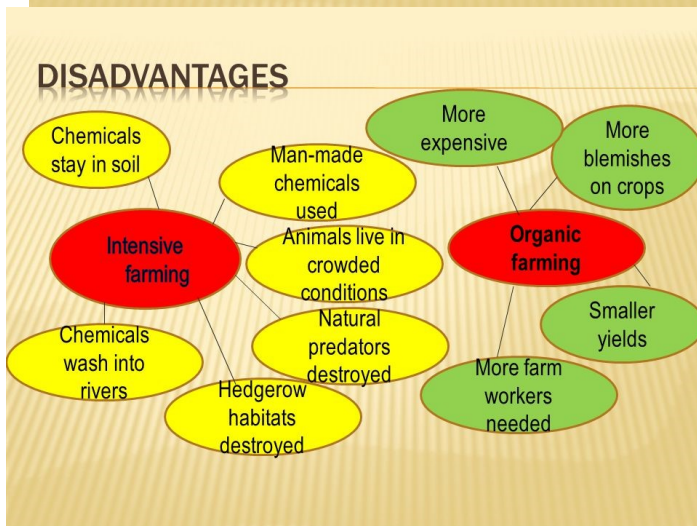 DISADVANTAGES
Chemicals
stay in soil
Man-made
chemicals
used
Intensive
farming
Animals live in
crowded
conditions
Natural
predators
destroyed
Chemicals
wash into
rivers
Hedgerow
habitats
destroyed
More
expensive
More
blemishes
on crops
Organic
farming
Smaller
yields
More farm
workers
needed